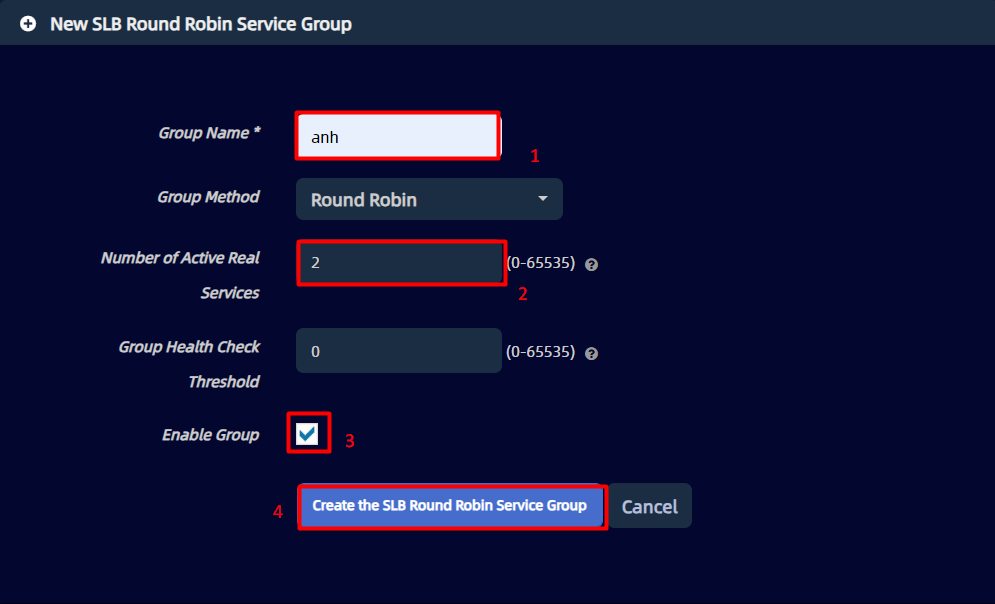 New SLB Round Robin Service Group
Group Name *
anh
1
Group Method
Round Robin
Number of Active Real
Services
2
(0-65535)
2
Group Health Check
Threshold
0
(0-65535)
Enable Group
3
4
Create the SLB Round Robin Service Group
Cancel